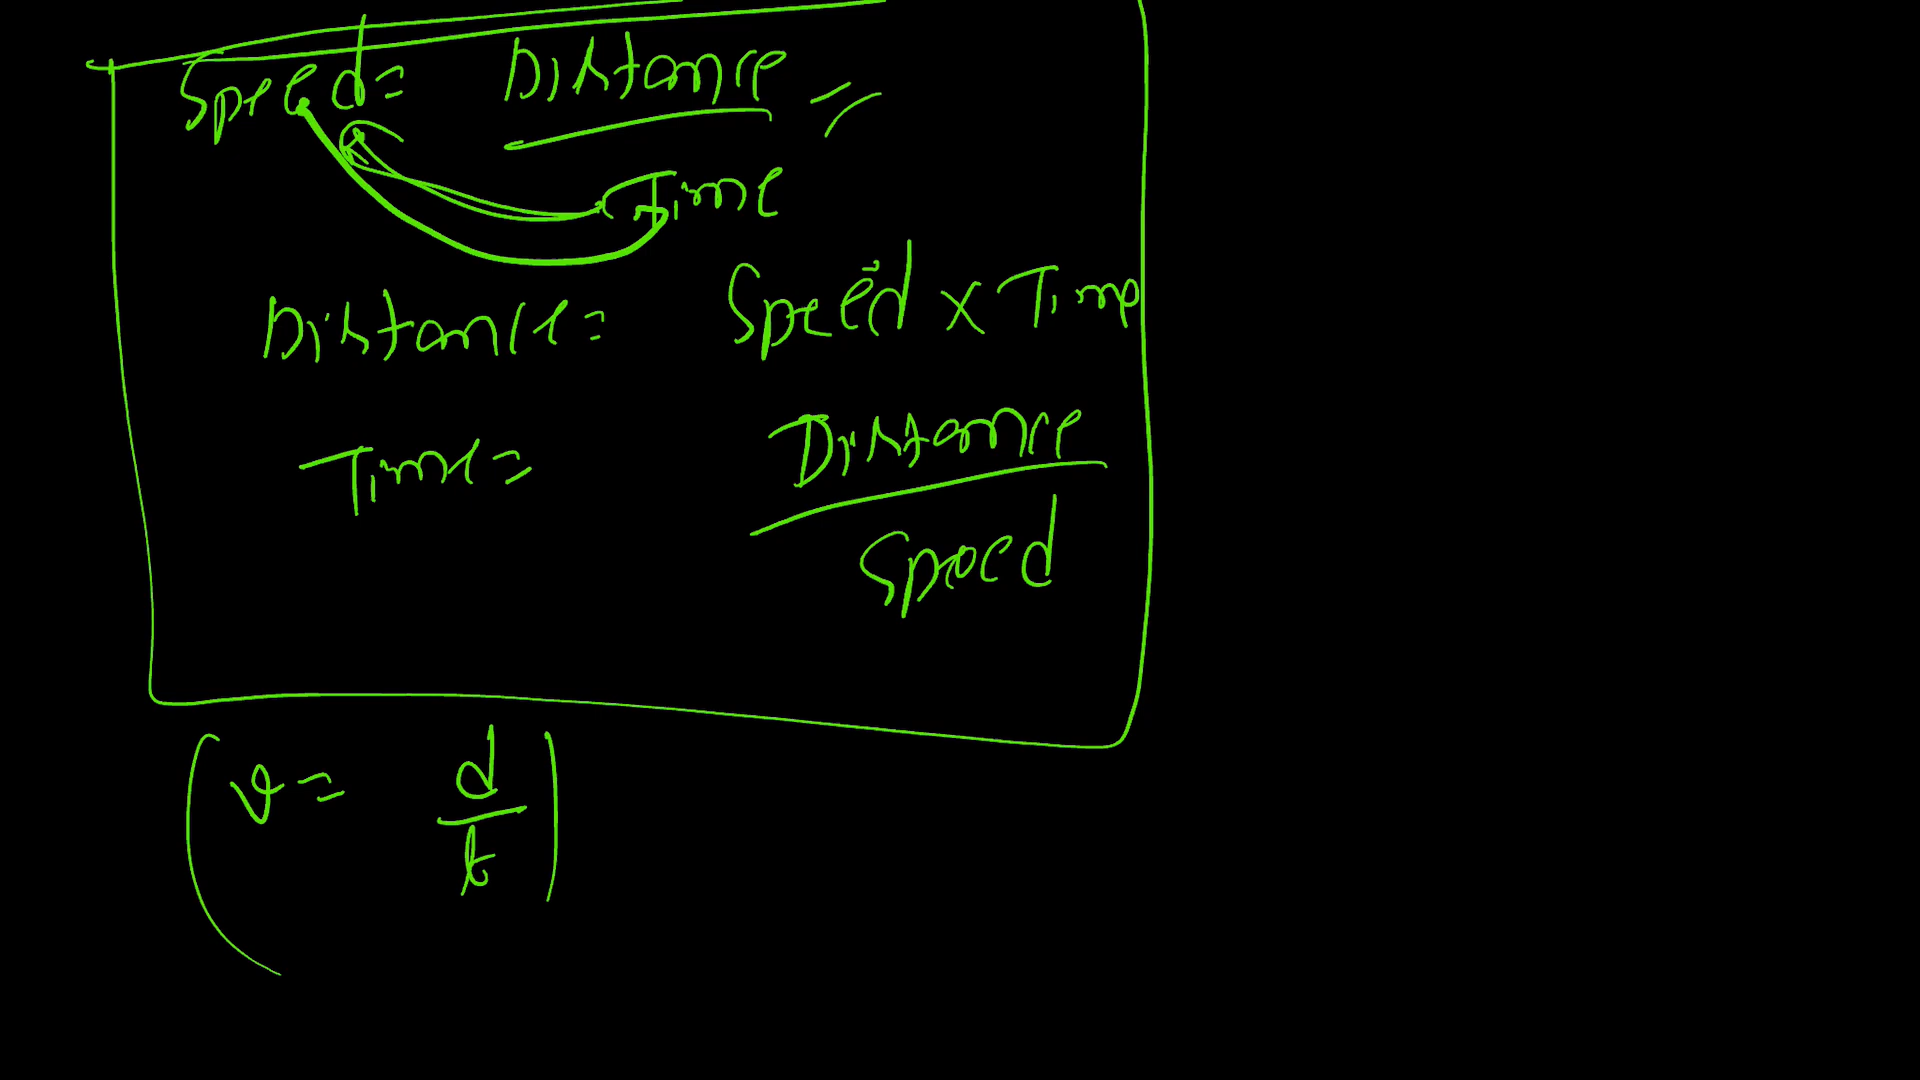 Speed = Distance =
Time
Distance = Speed × Time
Time = Distance
Speed
v = d
t